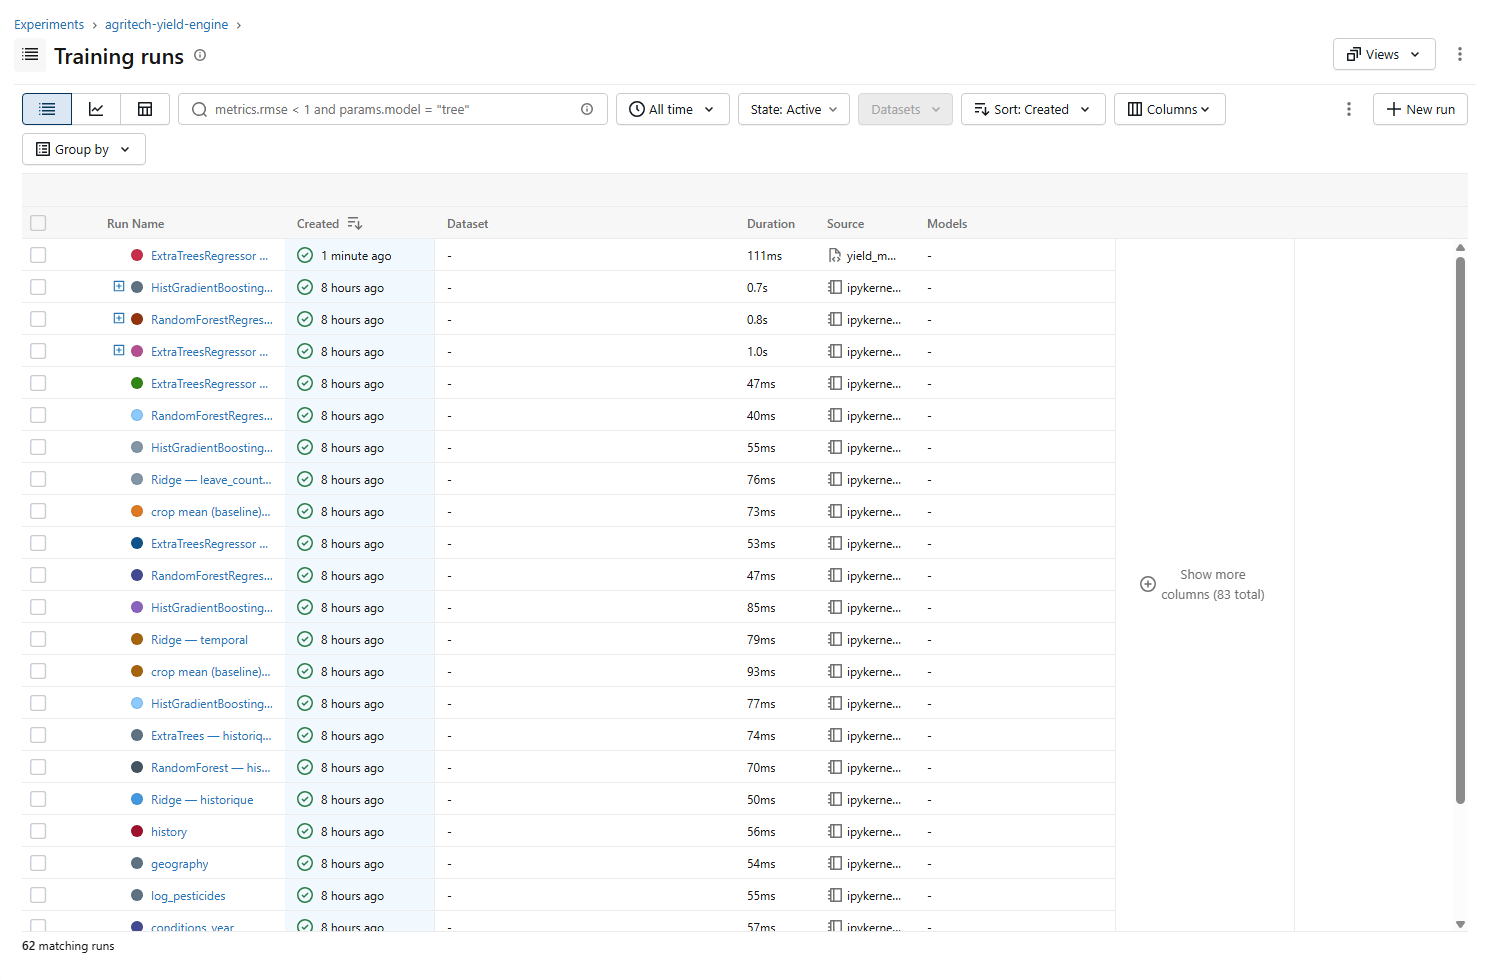 Experiments › agritech-yield-engine ›
Training runs
Views
metrics.rmse < 1 and params.model = "tree"
All time
State: Active
Datasets
Sort: Created
Columns
New run
Group by
Run Name Created Dataset Duration Source Models
ExtraTreesRegressor ... 1 minute ago - 111ms yield_m... -
HistGradientBoosting... 8 hours ago - 0.7s ipykerne... -
RandomForestRegres... 8 hours ago - 0.8s ipykerne... -
ExtraTreesRegressor ... 8 hours ago - 1.0s ipykerne... -
ExtraTreesRegressor ... 8 hours ago - 47ms ipykerne... -
RandomForestRegres... 8 hours ago - 40ms ipykerne... -
HistGradientBoosting... 8 hours ago - 55ms ipykerne... -
Ridge — leave_count... 8 hours ago - 76ms ipykerne... -
crop mean (baseline)... 8 hours ago - 73ms ipykerne... -
ExtraTreesRegressor ... 8 hours ago - 53ms ipykerne... -
RandomForestRegres... 8 hours ago - 47ms ipykerne... -
HistGradientBoosting... 8 hours ago - 85ms ipykerne... -
Ridge — temporal 8 hours ago - 79ms ipykerne... -
crop mean (baseline)... 8 hours ago - 93ms ipykerne... -
HistGradientBoosting... 8 hours ago - 77ms ipykerne... -
ExtraTrees — historiq... 8 hours ago - 74ms ipykerne... -
RandomForest — his... 8 hours ago - 70ms ipykerne... -
Ridge — historique 8 hours ago - 50ms ipykerne... -
history 8 hours ago - 56ms ipykerne... -
geography 8 hours ago - 54ms ipykerne... -
log_pesticides 8 hours ago - 55ms ipykerne... -
conditions_year 8 hours ago - 57ms ipykerne... -
Show more
columns (83 total)
62 matching runs